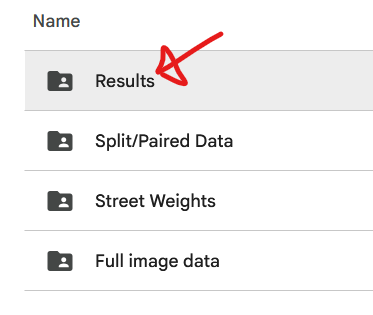 Name
Results
Split/Paired Data
Street Weights
Full image data